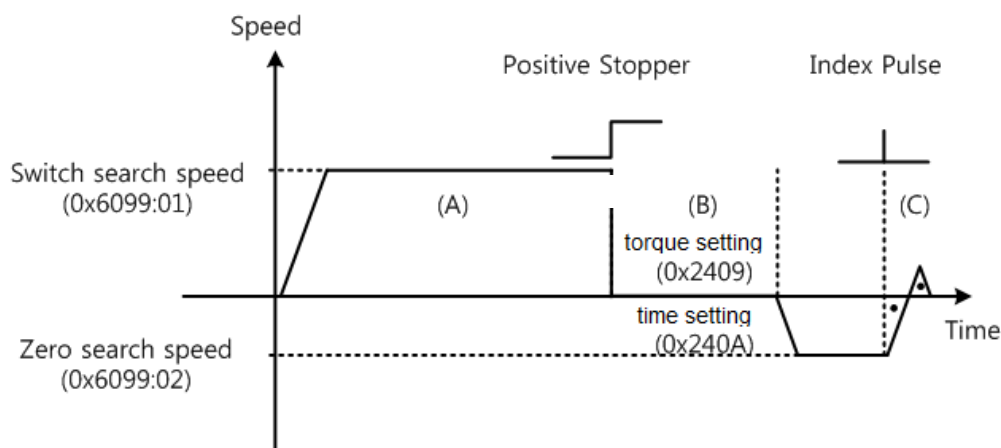 Speed
Positive Stopper
Index Pulse
Switch search speed
(0x6099:01)
(A)
(B)
(C)
torque setting
(0x2409)
time setting
(0x240A)
Time
Zero search speed
(0x6099:02)